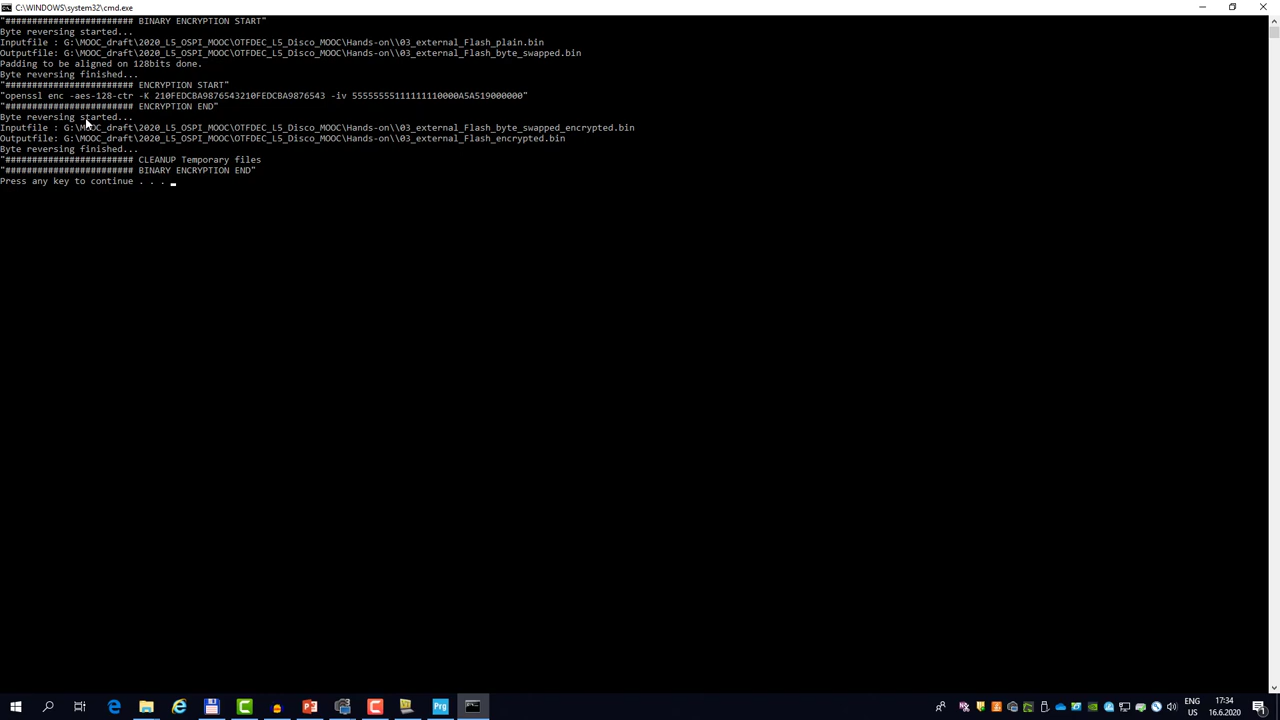 C:\WINDOWS\system32\cmd.exe
"######################## BINARY ENCRYPTION START"
Byte reversing started...
Inputfile : G:\MOOC_draft\2020_L5_OSPI_MOOC\OTFDEC_L5_Disco_MOOC\Hands-on\\03_external_Flash_plain.bin
Outputfile: G:\MOOC_draft\2020_L5_OSPI_MOOC\OTFDEC_L5_Disco_MOOC\Hands-on\\03_external_Flash_byte_swapped.bin
Padding to be aligned on 128bits done.
Byte reversing finished...
"######################## ENCRYPTION START"
"openssl enc -aes-128-ctr -K 210FEDCBA9876543210FEDCBA9876543 -iv 55555555111111110000A5A519000000"
"######################## ENCRYPTION END"
Byte reversing started...
Inputfile : G:\MOOC_draft\2020_L5_OSPI_MOOC\OTFDEC_L5_Disco_MOOC\Hands-on\\03_external_Flash_byte_swapped_encrypted.bin
Outputfile: G:\MOOC_draft\2020_L5_OSPI_MOOC\OTFDEC_L5_Disco_MOOC\Hands-on\\03_external_Flash_encrypted.bin
Byte reversing finished...
"######################## CLEANUP Temporary files
"######################## BINARY ENCRYPTION END"
Press any key to continue . . .
Prg
ENG
US
17:34
16.6.2020